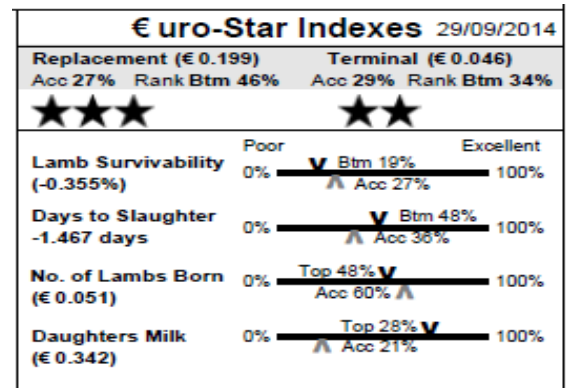 € uro-Star Indexes 29/09/2014
Replacement (€ 0.199) Terminal (€ 0.046)
Acc 27% Rank Btm 46% Acc 29% Rank Btm 34%
Poor Excellent
Lamb Survivability 0% Btm 19% 100%
(-0.355%) Acc 27%
Days to Slaughter 0% Btm 48% 100%
-1.467 days Acc 36%
No. of Lambs Born 0% Top 48% 100%
(€ 0.051) Acc 60%
Daughters Milk 0% Top 28% 100%
(€ 0.342) Acc 21%